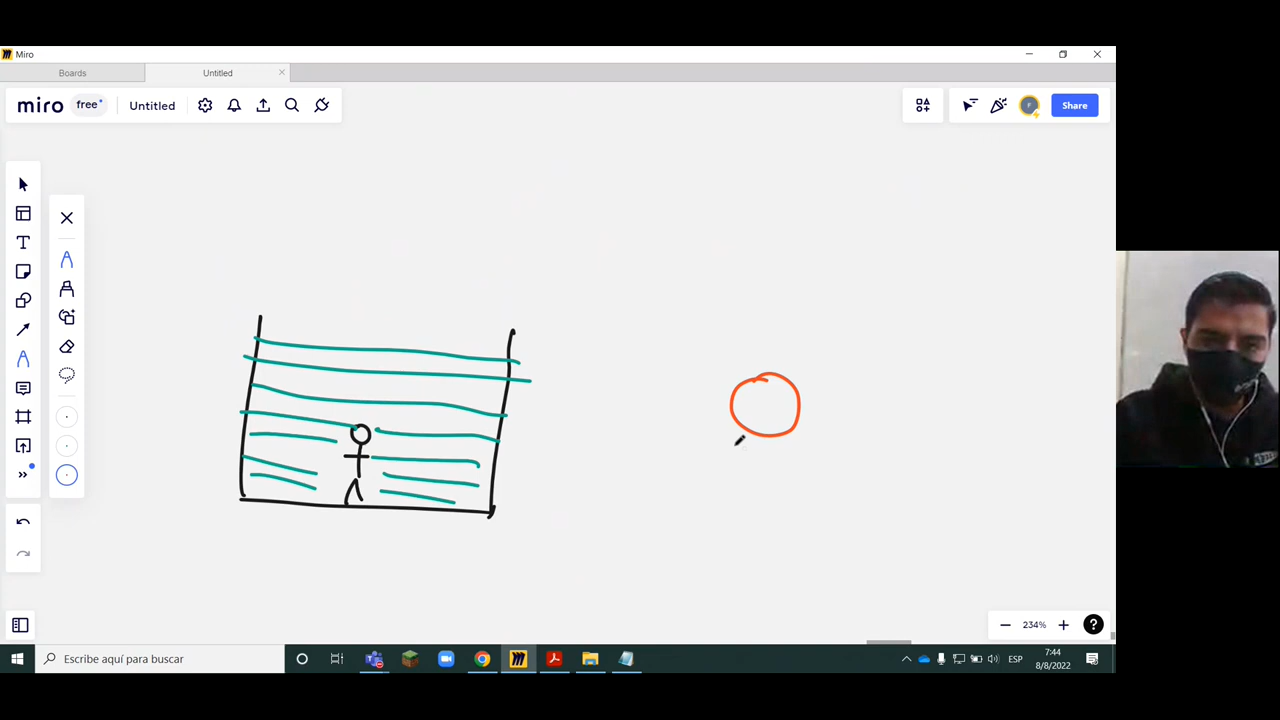 Miro
Boards
Untitled
miro
free
Untitled
Share
234%
Escribe aquí para buscar
ESP
7:44
8/8/2022